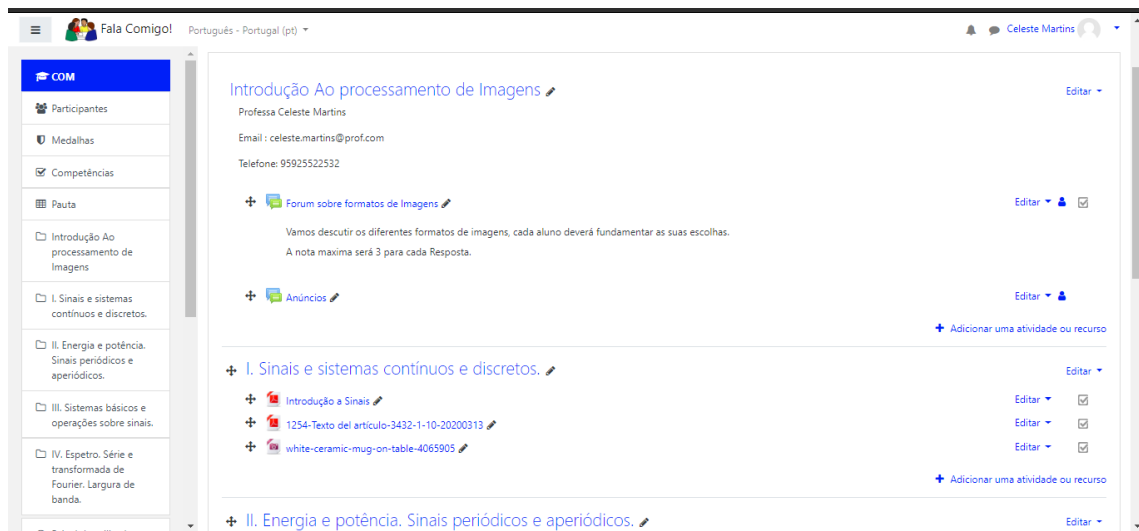 Fala Comigo!
Português - Portugal (pt)
Celeste Martins
COM
Participantes
Medalhas
Competências
Pauta
Introdução Ao
processamento de
Imagens
I. Sinais e sistemas
contínuos e discretos.
II. Energia e potência.
Sinais periódicos e
aperiódicos.
III. Sistemas básicos e
operações sobre sinais.
IV. Espetro. Série e
transformada de
Fourier. Largura de
banda.
Introdução Ao processamento de Imagens
Editar
Professa Celeste Martins
Email : celeste.martins@prof.com
Telefone: 95925522532
Forum sobre formatos de Imagens
Editar
Vamos descutir os diferentes formatos de imagens, cada aluno deverá fundamentar as suas escolhas.
A nota maxima será 3 para cada Resposta.
Anúncios
Editar
Adicionar uma atividade ou recurso
I. Sinais e sistemas contínuos e discretos.
Editar
Introdução a Sinais
Editar
1254-Texto del artículo-3432-1-10-20200313
Editar
white-ceramic-mug-on-table-4065905
Editar
Adicionar uma atividade ou recurso
II. Energia e potência. Sinais periódicos e aperiódicos.
Editar